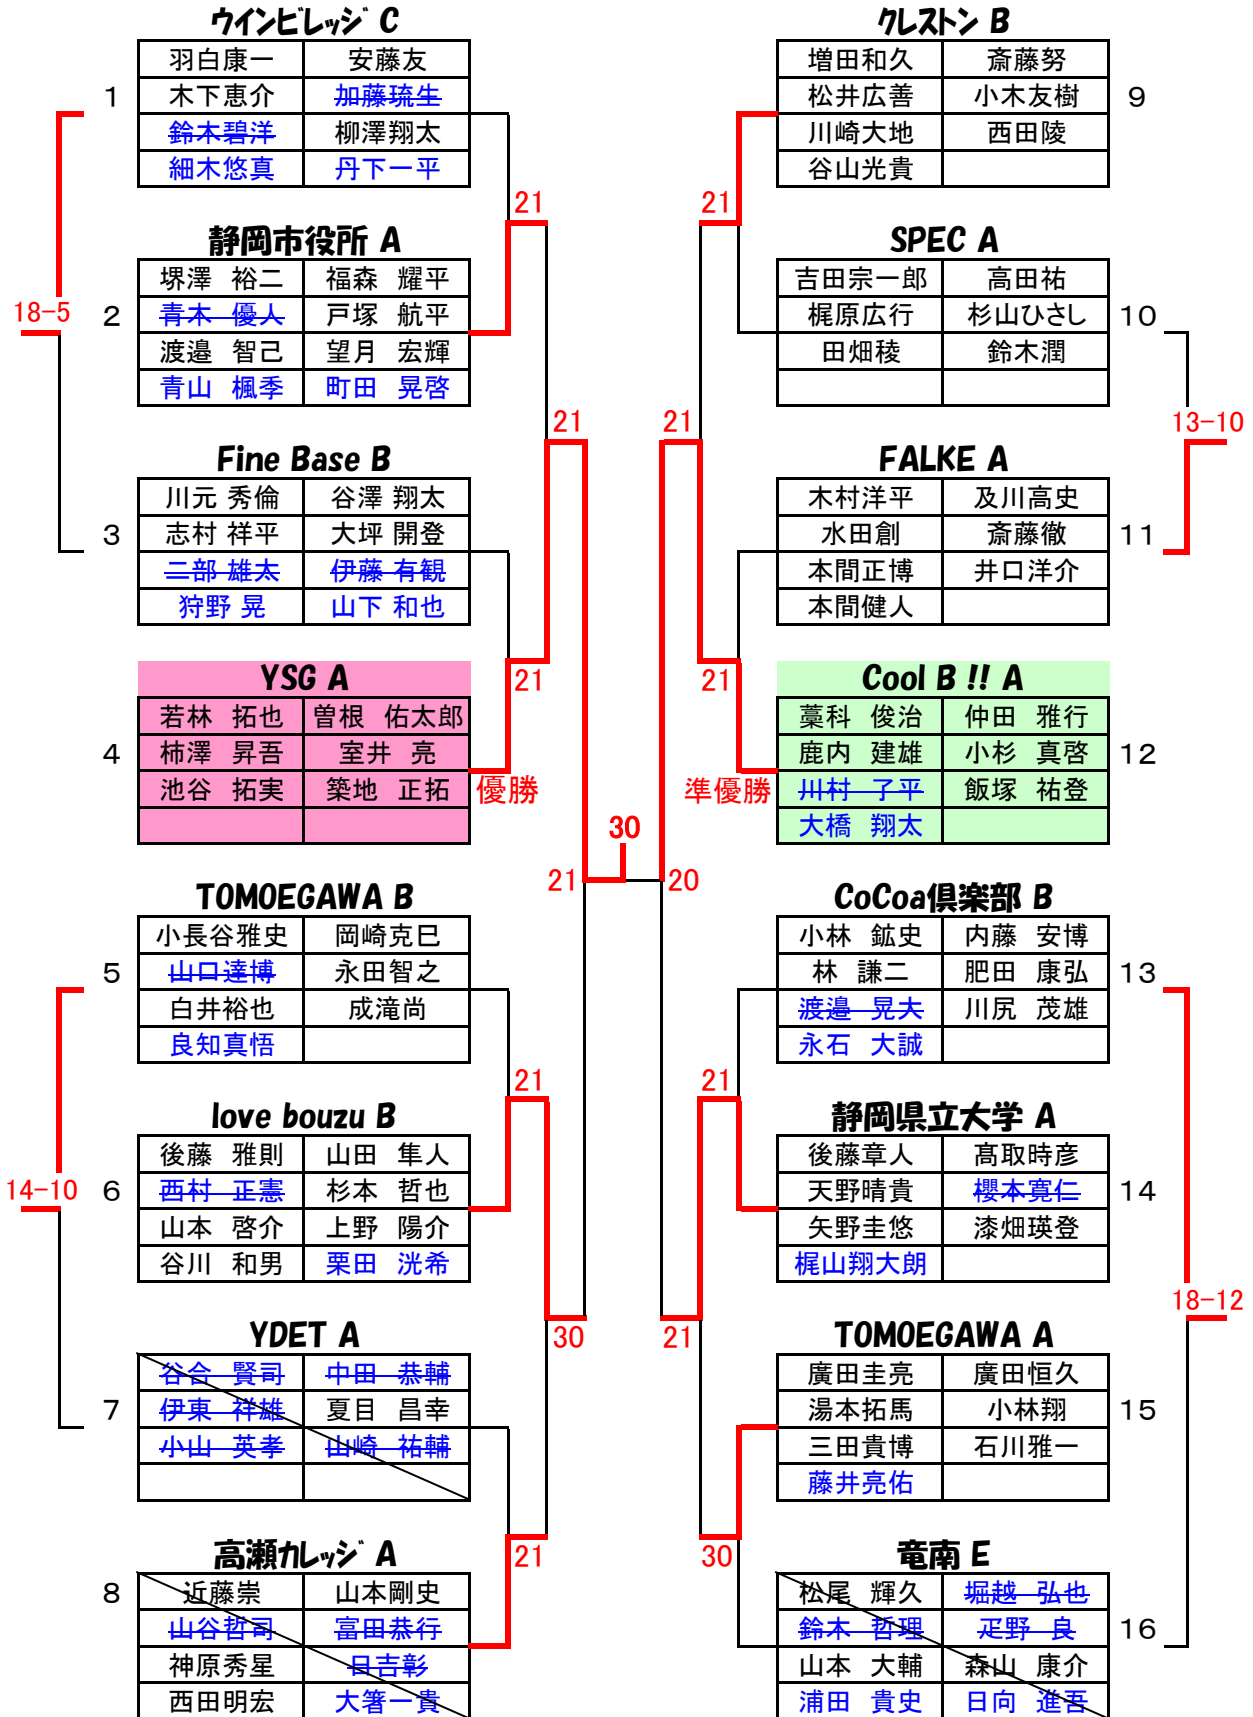 ウインビレッジ C
羽白康一 安藤友
1 木下恵介 加藤琉生
鈴木碧洋 柳澤翔太
細木悠真 丹下一平
21
静岡市役所 A
堺澤 裕二 福森 耀平
18-5 2 青木 優人 戸塚 航平
渡邉 智己 望月 宏輝
青山 楓季 町田 晃啓
21
Fine Base B
川元 秀倫 谷澤 翔太
3 志村 祥平 大坪 開登
二部 雄太 伊藤 有観
狩野 晃 山下 和也
YSG A 21
若林 拓也 曽根 佑太郎
4 柿澤 昇吾 室井 亮
池谷 拓実 築地 正拓 優勝
30
21
TOMOEGAWA B
小長谷雅史 岡崎克巳
5 山口達博 永田智之
白井裕也 成滝尚
良知真悟
21
love bouzu B
後藤 雅則 山田 隼人
14-10 6 西村 正憲 杉本 哲也
山本 啓介 上野 陽介
谷川 和男 栗田 洸希
YDET A 30
谷合 賢司 中田 恭輔
7 伊東 祥雄 夏目 昌幸
小山 英孝 山崎 祐輔
高瀬カレッジ A 21
8 近藤崇 山本剛史
山谷哲司 富田恭行
神原秀星 日吉彰
西田明宏 大箸一貴
クレストン B
増田和久 斎藤努
松井広善 小木友樹 9
川崎大地 西田陵
谷山光貴
21
SPEC A
吉田宗一郎 高田祐
梶原広行 杉山ひさし 10
田畑稜 鈴木潤
21 13-10
FALKE A
木村洋平 及川高史
水田創 斎藤徹 11
本間正博 井口洋介
本間健人
21 Cool B !! A
藁科 俊治 仲田 雅行
鹿内 建雄 小杉 真啓 12
準優勝 川村 了平 飯塚 祐登
大橋 翔太
20
CoCoa倶楽部 B
小林 鉱史 内藤 安博
林 謙二 肥田 康弘 13
渡邉 晃大 川尻 茂雄
永石 大誠
21
静岡県立大学 A
後藤章人 髙取時彦
天野晴貴 櫻本寛仁 14
矢野圭悠 漆畑瑛登
梶山翔大朗
18-12
21 TOMOEGAWA A
廣田圭亮 廣田恒久
湯本拓馬 小林翔 15
三田貴博 石川雅一
藤井亮佑
30 竜南 E
松尾 輝久 堀越 弘也
鈴木 哲理 疋野 良 16
山本 大輔 森山 康介
浦田 貴史 日向 進吾